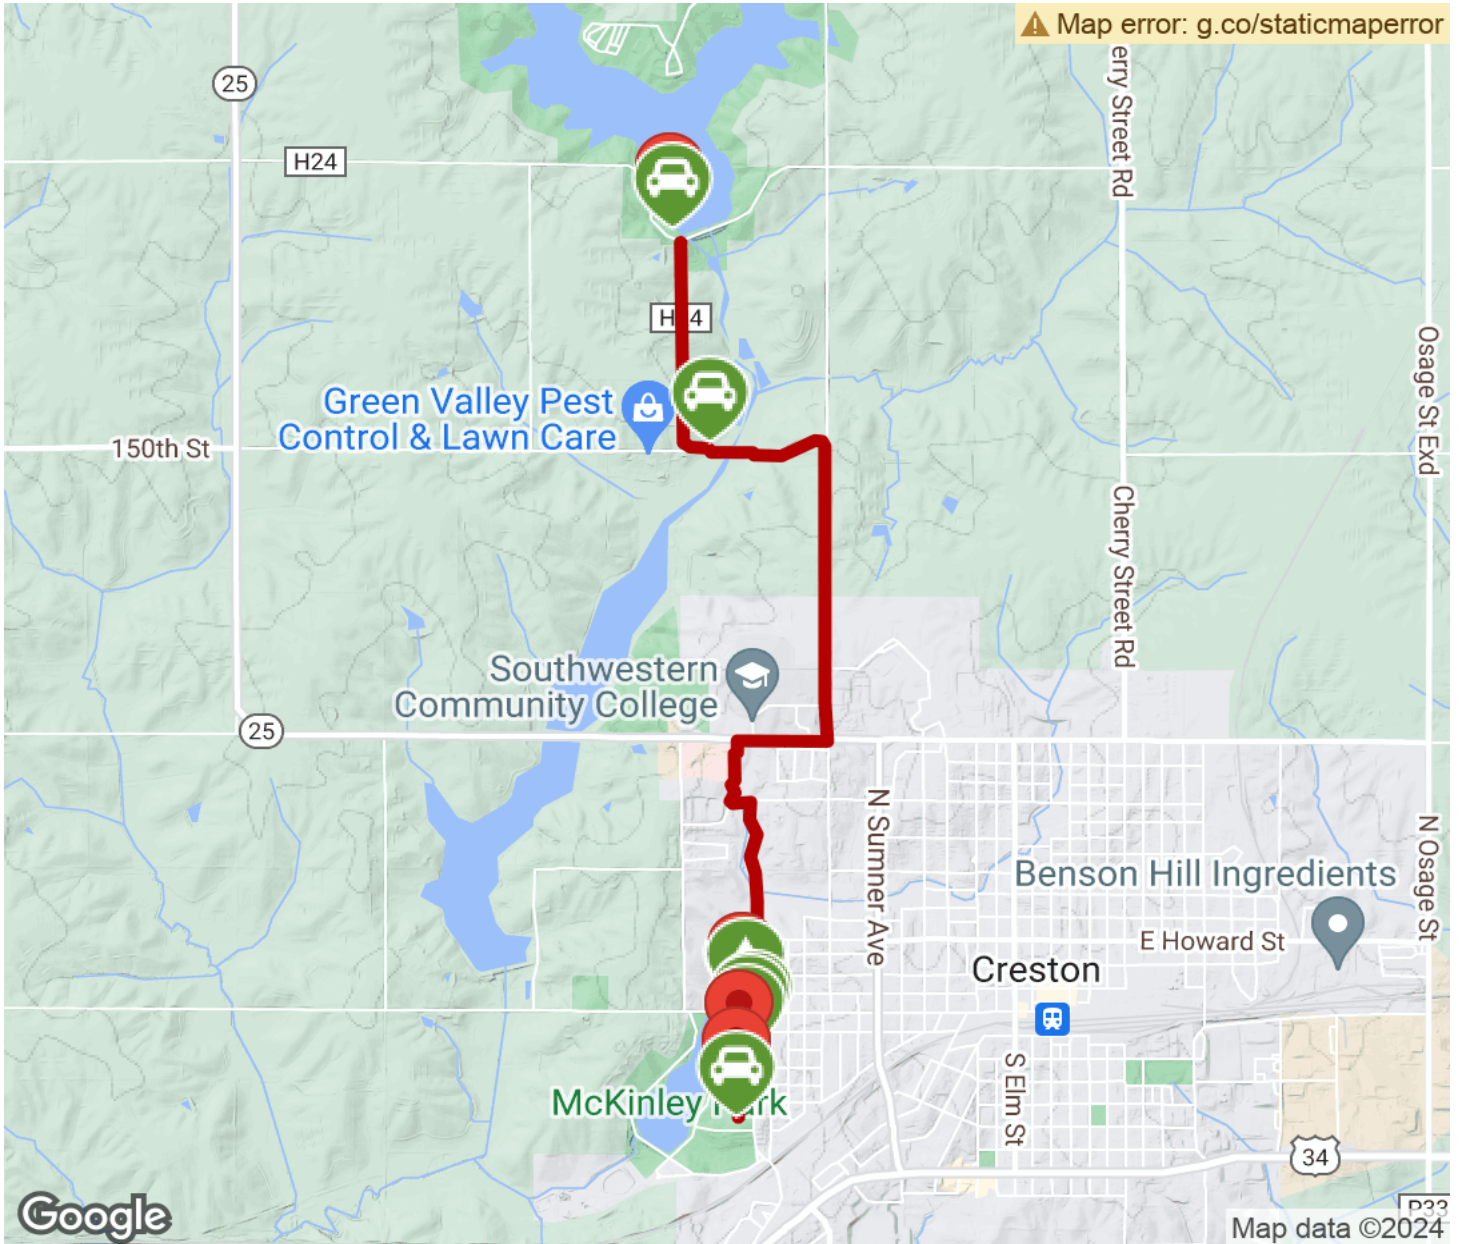 Map error: g.co/staticmaperror
25
erry Street Rd
H24
Osage St Exd
Green Valley Pest
Control & Lawn Care
150th St
Cherry Street Rd
Southwestern
Community College
25
N Sumner Ave
N Osage St
Benson Hill Ingredients
E Howard St
Creston
S Elm St
McKinley
34
P33
Google
Map data ©2024